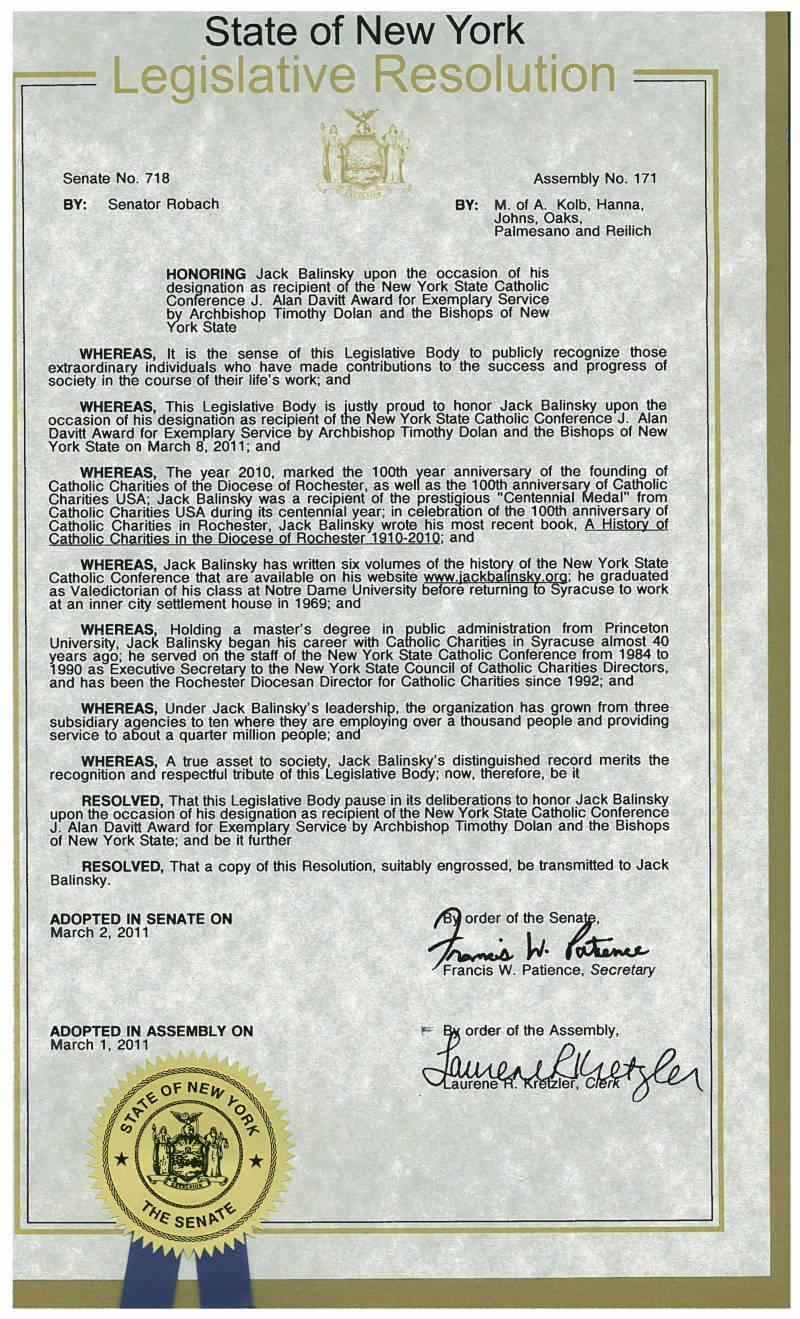 State of New York
Legislative Resolution
EXCELSIOR
Senate No. 718
Assembly No. 171
BY: Senator Robach
BY: M. of A. Kolb, Hanna,
Johns, Oaks,
Palmesano and Reilich
HONORING Jack Balinsky upon the occasion of his
designation as recipient of the New York State Catholic
Conference J. Alan Davitt Award for Exemplary Service
by Archbishop Timothy Dolan and the Bishops of New
York State
WHEREAS, It is the sense of this Legislative Body to publicly recognize those
extraordinary individuals who have made contributions to the success and progress of
society in the course of their life's work; and
WHEREAS, This Legislative Body is justly proud to honor Jack Balinsky upon the
occasion of his designation as recipient of the New York State Catholic Conference J. Alan
Davitt Award for Exemplary Service by Archbishop Timothy Dolan and the Bishops of New
York State on March 8, 2011; and
WHEREAS, The year 2010, marked the 100th year anniversary of the founding of
Catholic Charities of the Diocese of Rochester, as well as the 100th anniversary of Catholic
Charities USA; Jack Balinsky was a recipient of the prestigious "Centennial Medal" from
Catholic Charities USA during its centennial year; in celebration of the 100th anniversary of
Catholic Charities in Rochester, Jack Balinsky wrote his most recent book, A History of
Catholic Charities in the Diocese of Rochester 1910-2010; and
WHEREAS, Jack Balinsky has written six volumes of the history of the New York State
Catholic Conference that are available on his website www.jackbalinsky.org; he graduated
as Valedictorian of his class at Notre Dame University before returning to Syracuse to work
at an inner city settlement house in 1969; and
WHEREAS, Holding a master's degree in public administration from Princeton
University, Jack Balinsky began his career with Catholic Charities in Syracuse almost 40
years ago; he served on the staff of the New York State Catholic Conference from 1984 to
1990 as Executive Secretary to the New York State Council of Catholic Charities Directors,
and has been the Rochester Diocesan Director for Catholic Charities since 1992; and
WHEREAS, Under Jack Balinsky's leadership, the organization has grown from three
subsidiary agencies to ten where they are employing over a thousand people and providing
service to about a quarter million people; and
WHEREAS, A true asset to society, Jack Balinsky's distinguished record merits the
recognition and respectful tribute of this Legislative Body; now, therefore, be it
RESOLVED, That this Legislative Body pause in its deliberations to honor Jack Balinsky
upon the occasion of his designation as recipient of the New York State Catholic Conference
J. Alan Davitt Award for Exemplary Service by Archbishop Timothy Dolan and the Bishops
of New York State; and be it further
RESOLVED, That a copy of this Resolution, suitably engrossed, be transmitted to Jack
Balinsky.
ADOPTED IN SENATE ON
March 2, 2011
By order of the Senate,
Francis W. Patience
Francis W. Patience, Secretary
ADOPTED IN ASSEMBLY ON
March 1, 2011
By order of the Assembly,
Laurene R Kretzler
Laurene R. Kretzler, Clerk
STATE OF NEW YORK
EXCELSIOR
THE SENATE